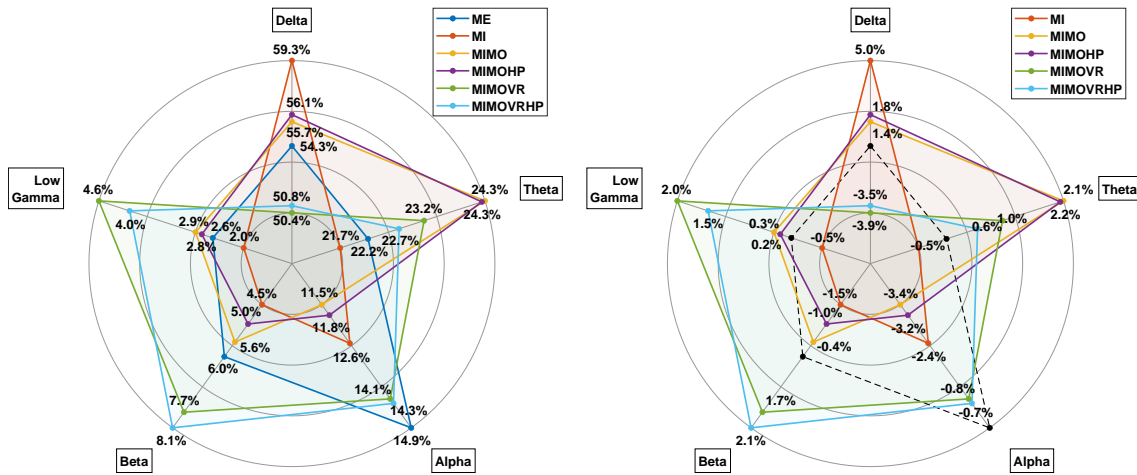 Delta
59.3%
ME
MI
MIMO
MIMOHP
MIMOVR
MIMOVRHP
56.1%
55.7%
54.3%
Low
Gamma
4.6%
4.0%
2.9%
2.6%
2.8%
2.0%
50.8%
50.4%
24.3%
Theta
24.3%
23.2%
22.7%
21.7%
22.2%
4.5%
5.0%
5.6%
6.0%
7.7%
8.1%
Beta
11.5%
11.8%
12.6%
14.1%
14.3%
14.9%
Alpha
Delta
5.0%
MI
MIMO
MIMOHP
MIMOVR
MIMOVRHP
1.8%
1.4%
Low
Gamma
2.0%
1.5%
0.3%
0.2%
-0.5%
-3.5%
-3.9%
2.1%
Theta
2.2%
1.0%
0.6%
-0.5%
-1.5%
-1.0%
-0.4%
1.7%
2.1%
Beta
-3.4%
-3.2%
-2.4%
-0.8%
-0.7%
Alpha